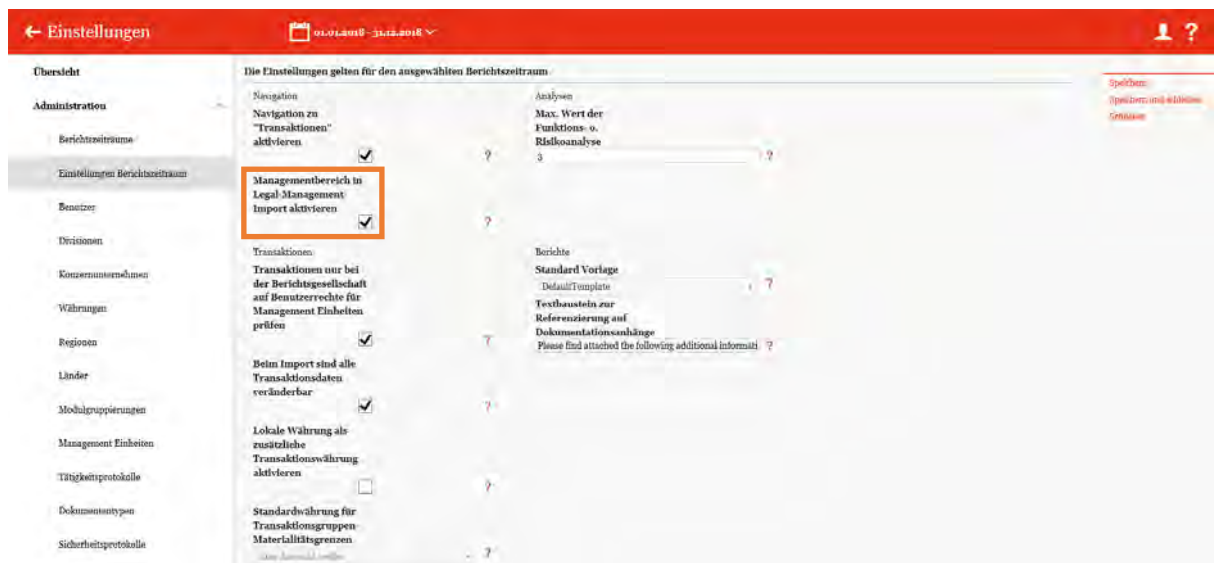 ← Einstellungen
01.01.2018 - 31.12.2018
?
Übersicht
Administration
Berichtszeiträume
Einstellungen Berichtszeitraum
Benutzer
Divisionen
Konzernunternehmen
Währungen
Regionen
Länder
Modulgruppierungen
Management Einheiten
Tätigkeitsprotokolle
Dokumententypen
Sicherheitsprotokolle
Die Einstellungen gelten für den ausgewählten Berichtszeitraum
Navigation
Navigation zu
"Transaktionen"
aktivieren
?
Managementbereich in
Legal-Management
Import aktivieren
?
Transaktionen
Transaktionen nur bei
der Berichtsgesellschaft
auf Benutzerrechte für
Management Einheiten
prüfen
?
Beim Import sind alle
Transaktionsdaten
veränderbar
?
Lokale Währung als
zusätzliche
Transaktionswährung
aktivieren
?
Standardwährung für
Transaktionsgruppen
Materialitätsgrenzen
?
Analysen
Max. Wert der
Funktions- o.
Risikoanalyse
3
?
Berichte
Standard Vorlage
DefaultTemplate
?
Textbaustein zur
Referenzierung auf
Dokumentationsanhänge
Please find attached the following additional informati
?
Speichern
Speichern und schließen
Schließen